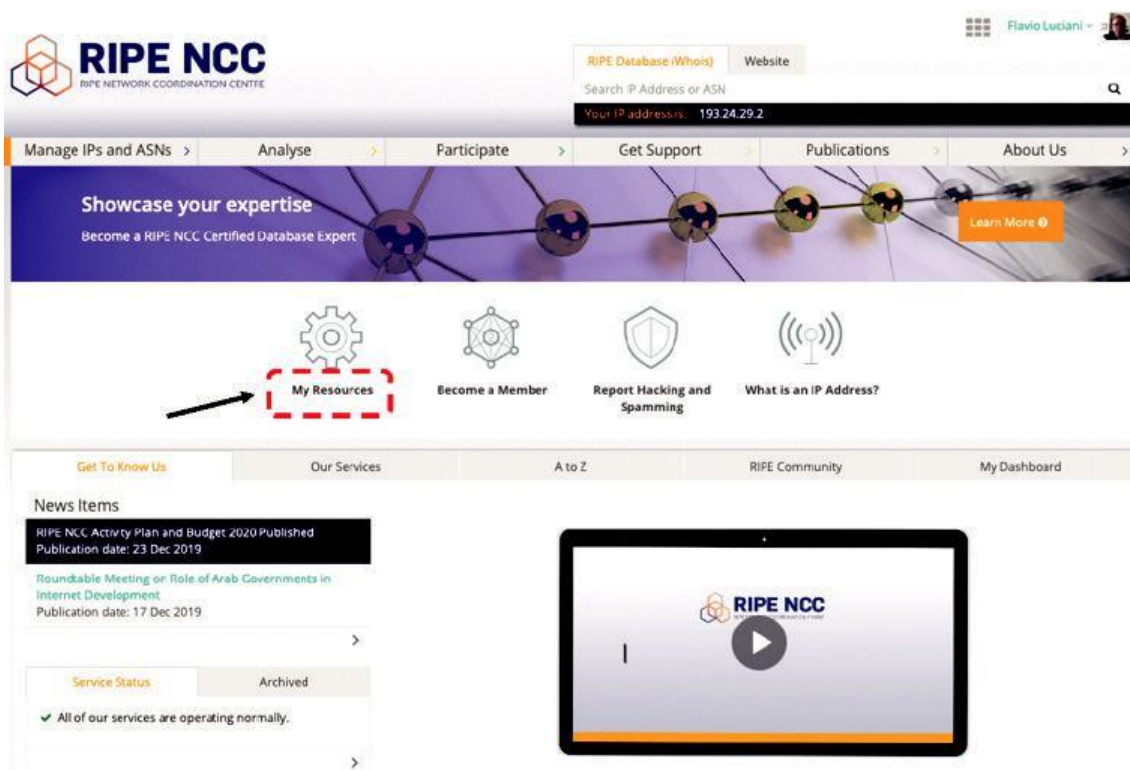 Flavio Luciani
RIPE NCC
RIPE NETWORK COORDINATION CENTRE
RIPE Database (Whois) Website
Search IP Address or ASN
Your IP address is: 193.24.29.2
Manage IPs and ASNs > Analyse > Participate > Get Support > Publications > About Us >
Showcase your expertise
Become a RIPE NCC Certified Database Expert
Learn More
My Resources
Become a Member
Report Hacking and
Spamming
What is an IP Address?
Get To Know Us Our Services A to Z RIPE Community My Dashboard
News Items
RIPE NCC Activity Plan and Budget 2020 Published
Publication date: 23 Dec 2019
Roundtable Meeting on Role of Arab Governments in
Internet Development
Publication date: 17 Dec 2019
>
Service Status Archived
All of our services are operating normally.
>
RIPE NCC